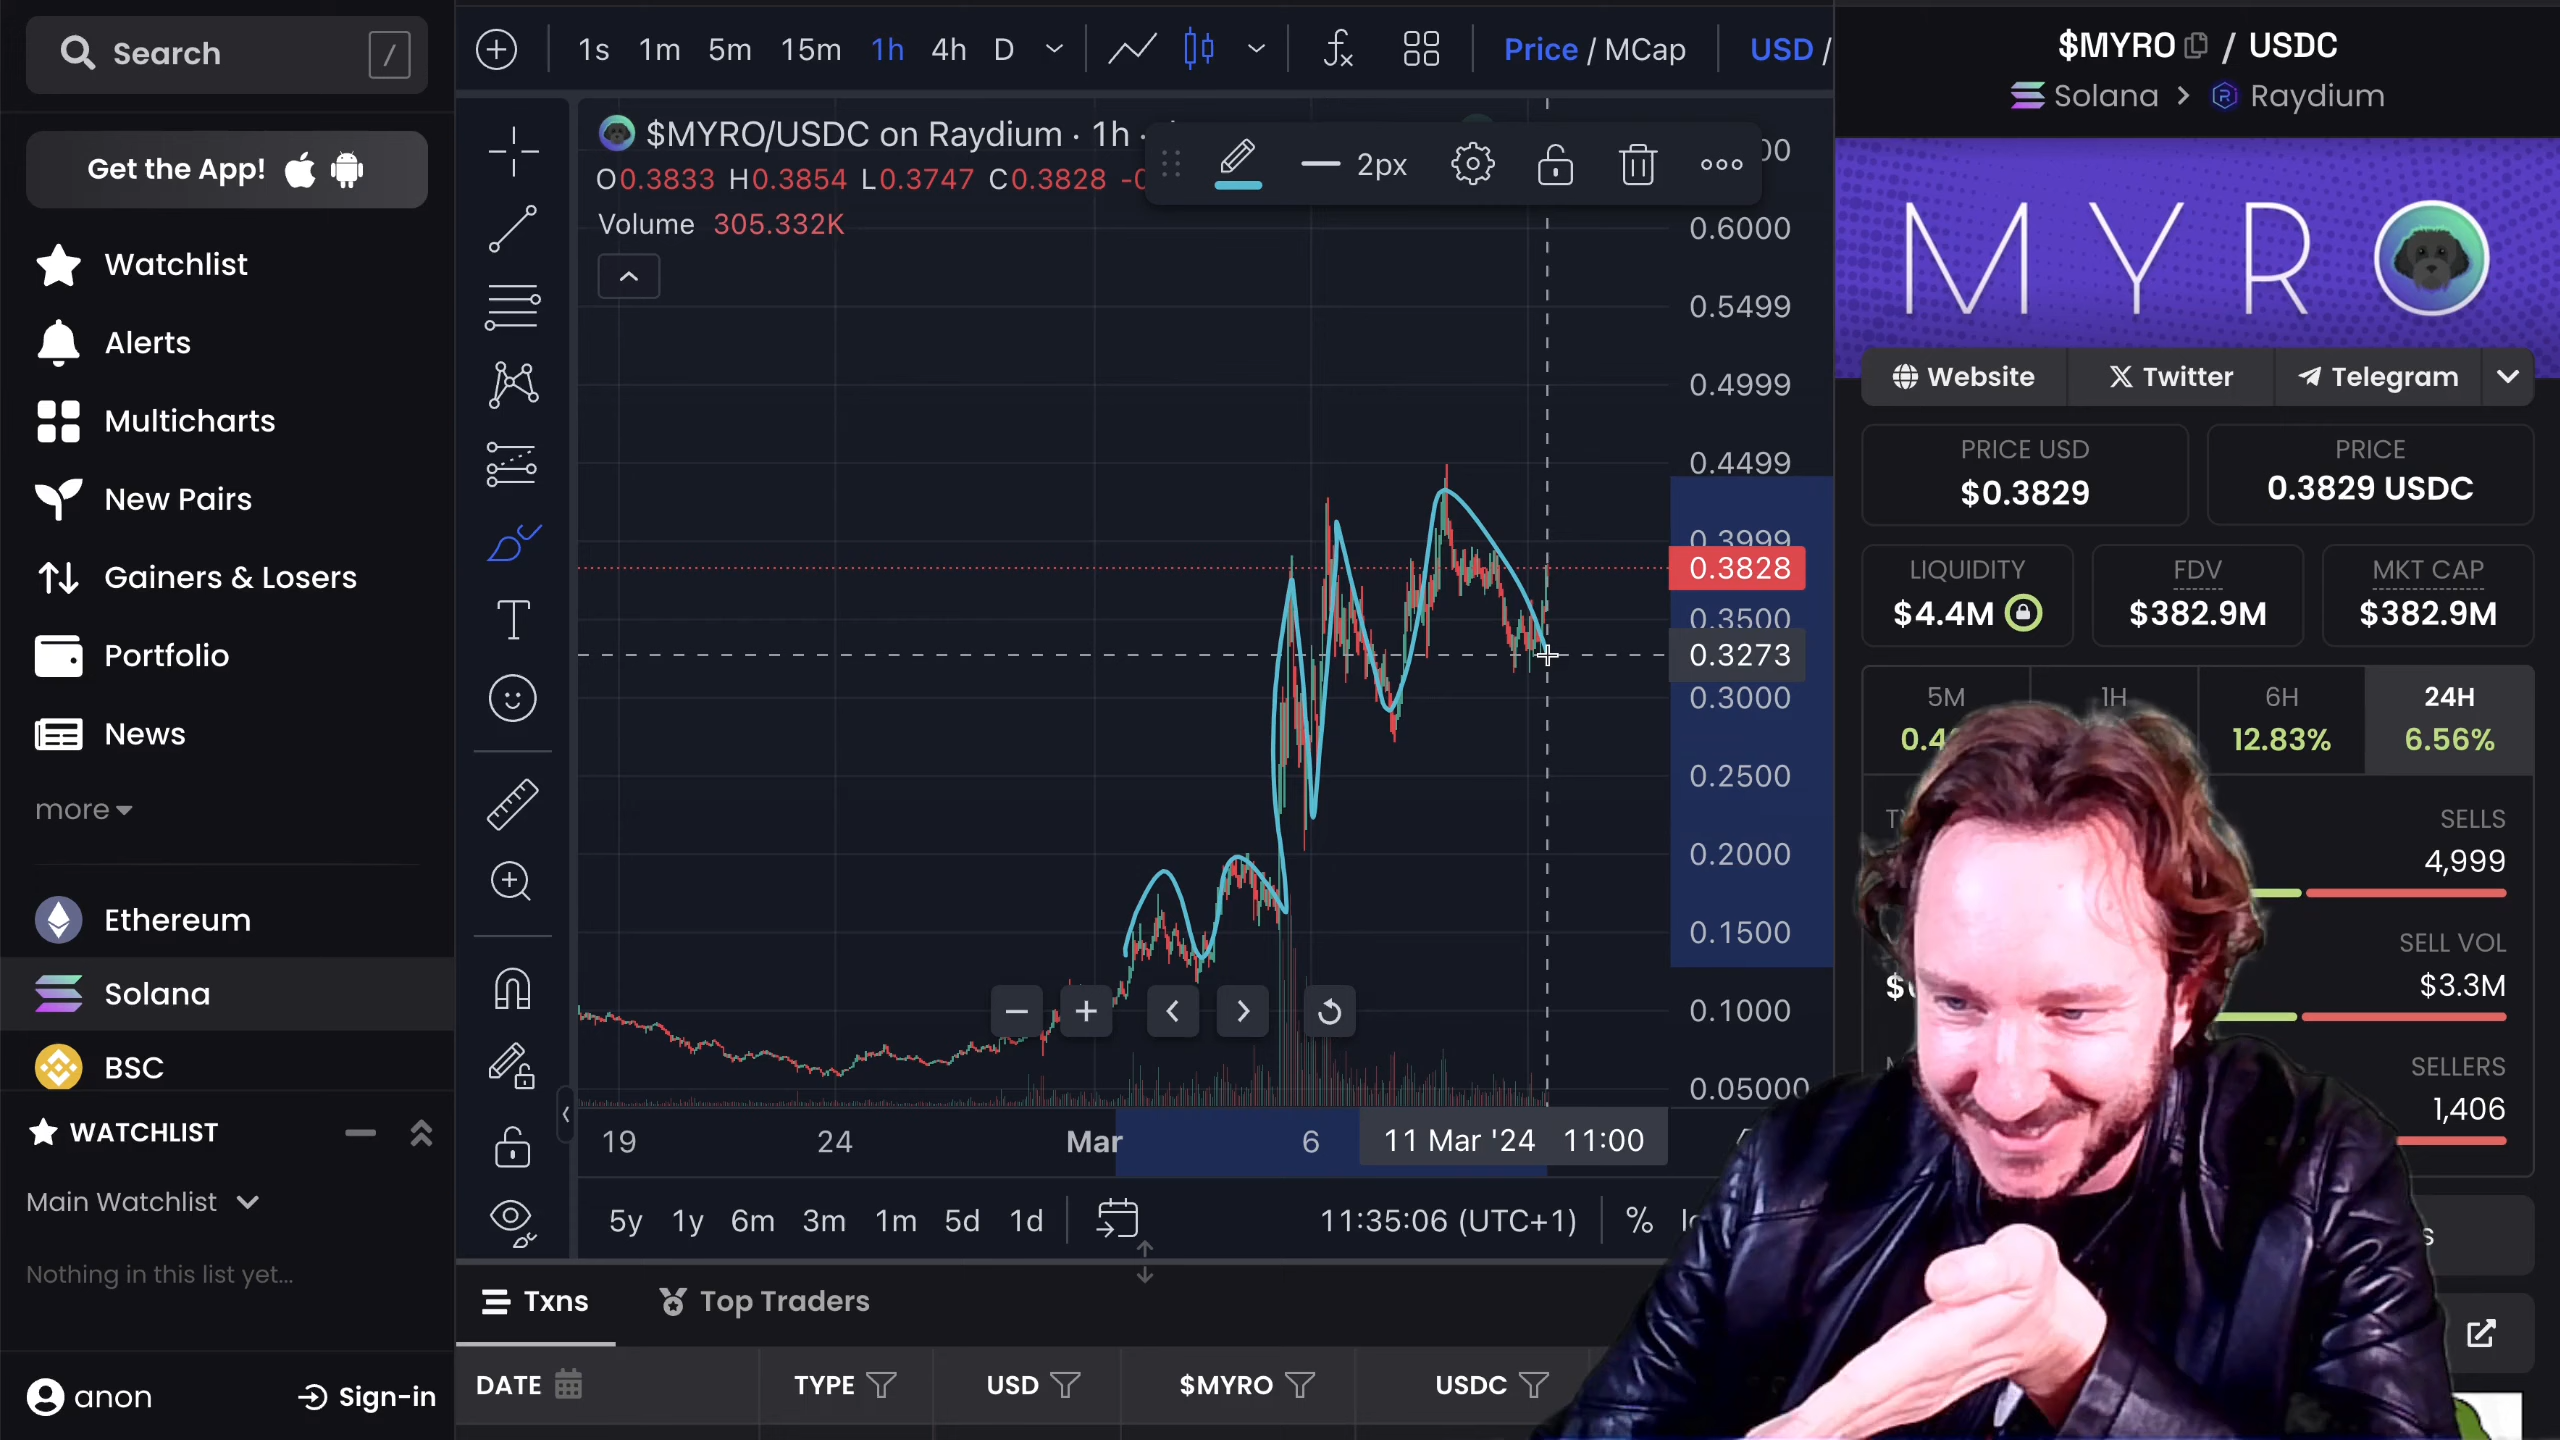 Search /
Get the App!
Watchlist
Alerts
Multicharts
New Pairs
Gainers & Losers
Portfolio
News
more
Ethereum
Solana
BSC
WATCHLIST
Main Watchlist
Nothing in this list yet...
anon Sign-in
1s 1m 5m 15m 1h 4h D Price / MCap USD /
$MYRO/USDC on Raydium · 1h ·
O0.3833 H0.3854 L0.3747 C0.3828
Volume 305.332K
2px
0.6000
0.5499
0.4999
0.4499
0.3999
0.3828
0.3500
0.3273
0.3000
0.2500
0.2000
0.1500
0.1000
0.05000
19 24 Mar 6 11 Mar '24 11:00
5y 1y 6m 3m 1m 5d 1d 11:35:06 (UTC+1) %
Txns Top Traders
DATE TYPE USD $MYRO USDC
$MYRO / USDC
Solana > Raydium
MYRO
Website Twitter Telegram
PRICE USD
$0.3829
PRICE
0.3829 USDC
LIQUIDITY
$4.4M
FDV
$382.9M
MKT CAP
$382.9M
5M 1H 6H 24H
12.83% 6.56%
SELLS
4,999
SELL VOL
$3.3M
SELLERS
1,406